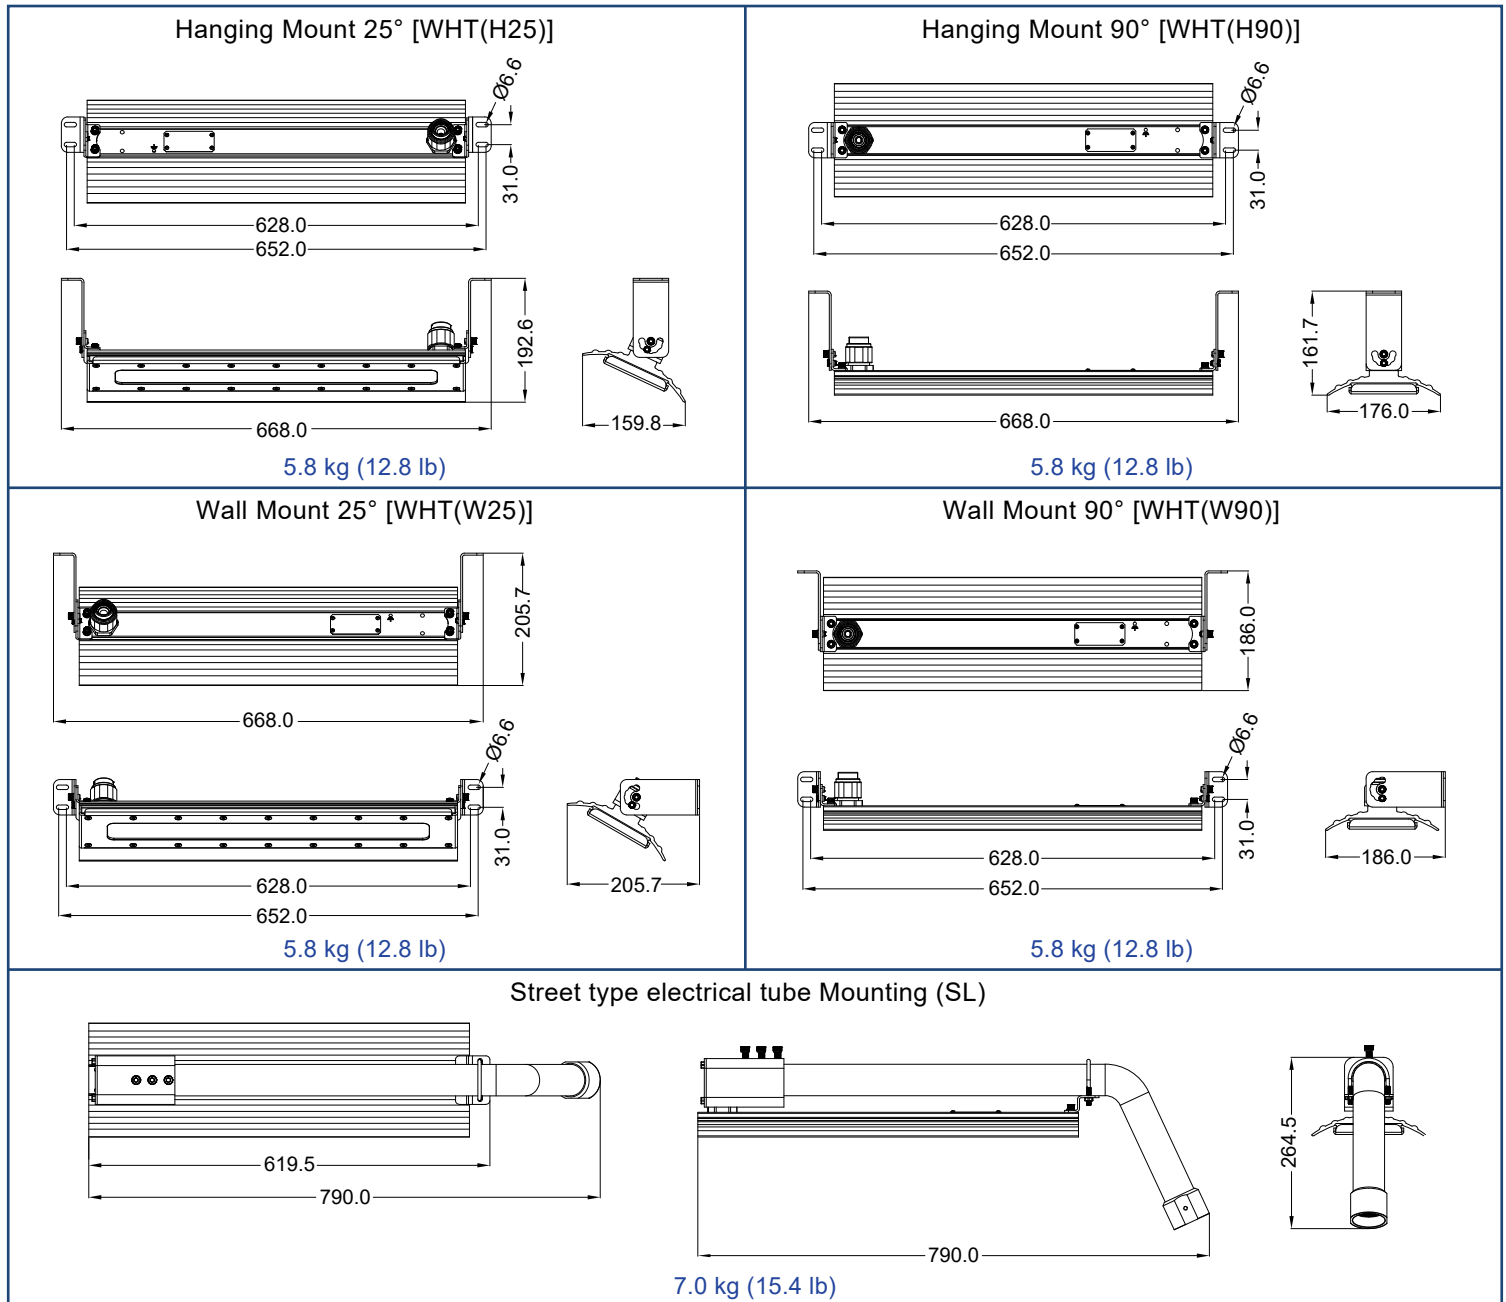 Hanging Mount 25° [WHT(H25)]
Ø6.6
31.0
628.0
652.0
192.6
668.0
159.8
5.8 kg (12.8 lb)
Hanging Mount 90° [WHT(H90)]
Ø6.6
31.0
628.0
652.0
161.7
668.0
176.0
5.8 kg (12.8 lb)
Wall Mount 25° [WHT(W25)]
205.7
668.0
Ø6.6
31.0
628.0
652.0
205.7
5.8 kg (12.8 lb)
Wall Mount 90° [WHT(W90)]
186.0
Ø6.6
31.0
628.0
652.0
186.0
5.8 kg (12.8 lb)
Street type electrical tube Mounting (SL)
619.5
790.0
790.0
264.5
7.0 kg (15.4 lb)